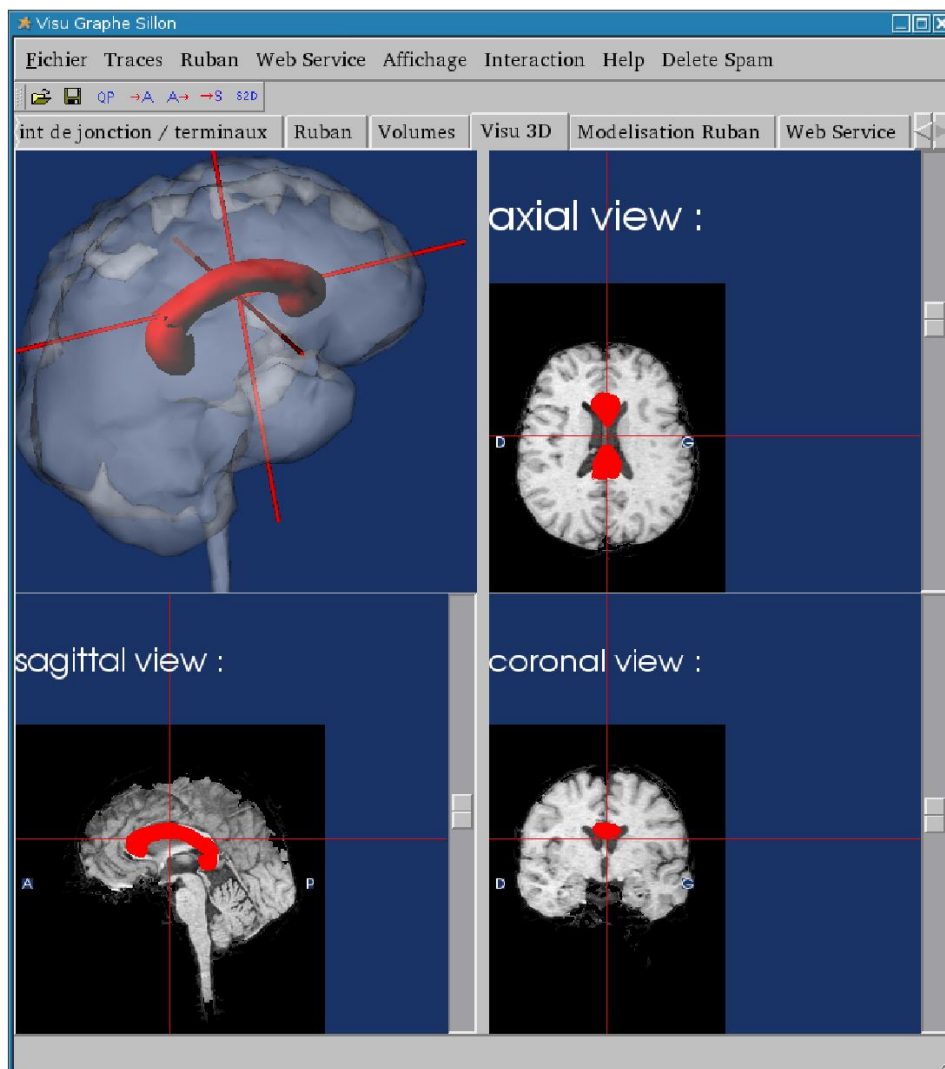 Visu Graphe Sillon
Eichier Traces Ruban Web Service Affichage Interaction Help Delete Spam
QP →A A→ →S S2D
int de jonction / terminaux Ruban Volumes Visu 3D Modelisation Ruban Web Service
axial view :
D G
sagittal view :
coronal view :
A P
D G